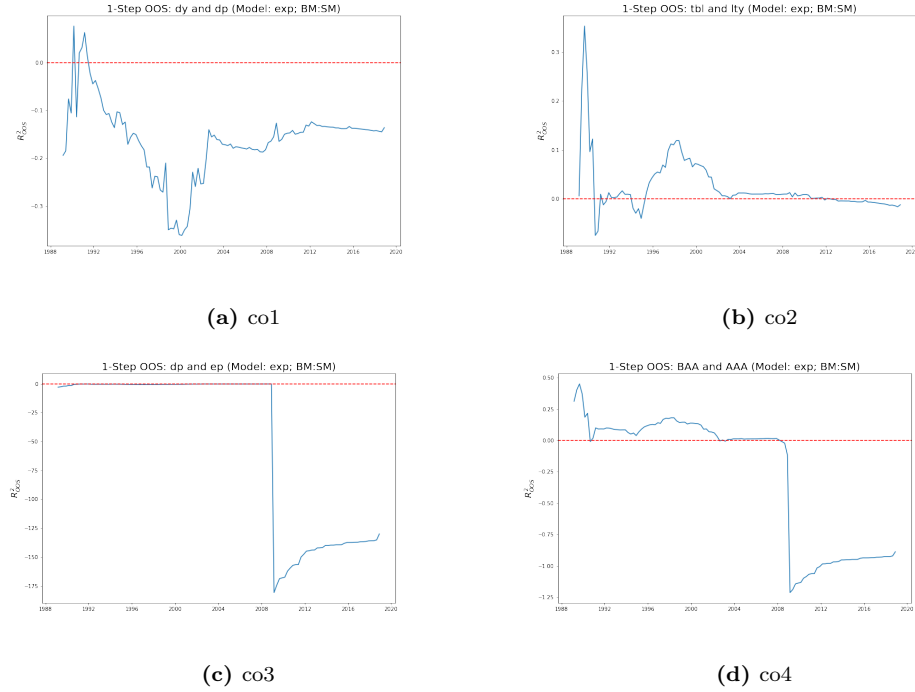 1-Step OOS: dy and dp (Model: exp; BM:SM)
R²OOS
0.0
−0.1
−0.2
−0.3
1988 1992 1996 2000 2004 2008 2012 2016 2020
(a) co1
1-Step OOS: tbl and lty (Model: exp; BM:SM)
R²OOS
0.3
0.2
0.1
0.0
1988 1992 1996 2000 2004 2008 2012 2016 2020
(b) co2
1-Step OOS: dp and ep (Model: exp; BM:SM)
R²OOS
0
−25
−50
−75
−100
−125
−150
−175
1988 1992 1996 2000 2004 2008 2012 2016 2020
(c) co3
1-Step OOS: BAA and AAA (Model: exp; BM:SM)
R²OOS
0.50
0.25
0.00
−0.25
−0.50
−0.75
−1.00
−1.25
1988 1992 1996 2000 2004 2008 2012 2016 2020
(d) co4